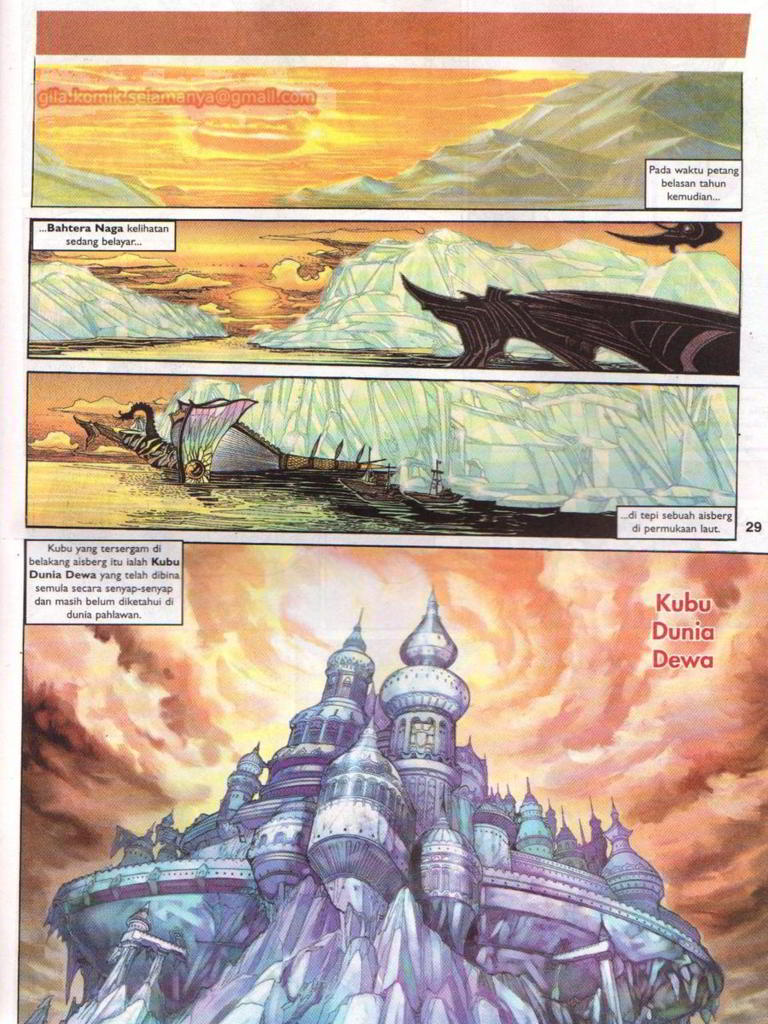 gila.komik.selamanya@gmail.com
Pada waktu petang
belasan tahun
kemudian...
...Bahtera Naga kelihatan
sedang belayar...
...di tepi sebuah aisberg
di permukaan laut.
29
Kubu yang tersergam di
belakang aisberg itu ialah Kubu
Dunia Dewa yang telah dibina
semula secara senyap-senyap
dan masih belum diketahui di
dunia pahlawan.
Kubu
Dunia
Dewa